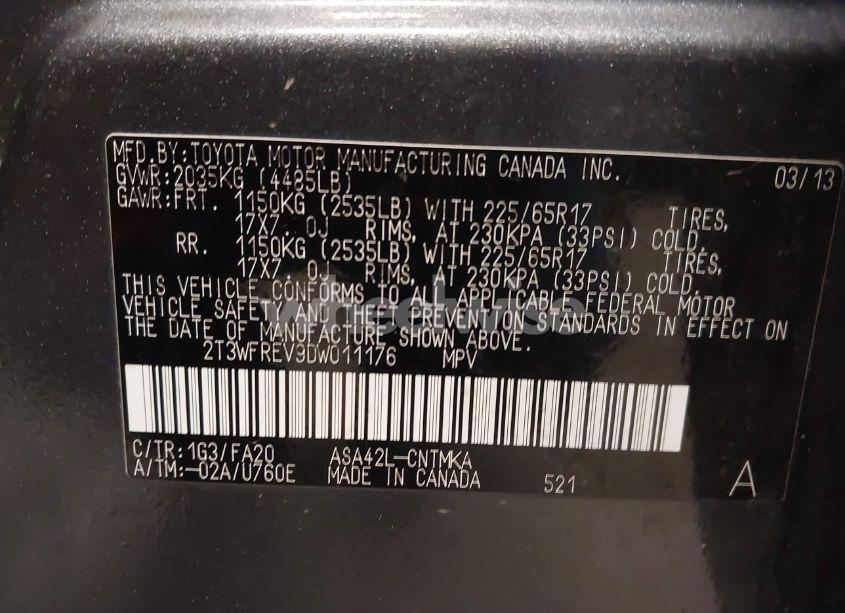 MFD.BY:TOYOTA MOTOR MANUFACTURING CANADA INC. 03/13
GVWR:2035KG (4485LB)
GAWR:FRT. 1150KG (2535LB) WITH 225/65R17 TIRES,
17X7.0J RIMS, AT 230KPA (33PSI) COLD.
RR. 1150KG (2535LB) WITH 225/65R17 TIRES,
17X7.0J RIMS, AT 230KPA (33PSI) COLD.
THIS VEHICLE CONFORMS TO ALL APPLICABLE FEDERAL MOTOR
VEHICLE SAFETY AND THEFT PREVENTION STANDARDS IN EFFECT ON
THE DATE OF MANUFACTURE SHOWN ABOVE.
2T3WFREV9DW011176 MPV
C/TR:1G3/FA20 ASA42L-CNTMKA
A/TM:-02A/U760E MADE IN CANADA 521 A